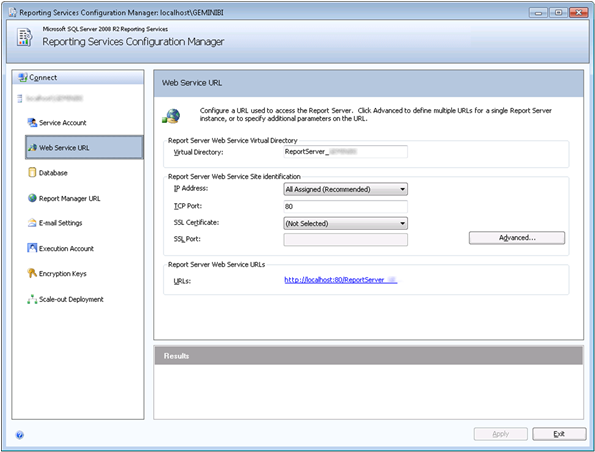 Reporting Services Configuration Manager: localhost\GEMINIBI
Microsoft SQL Server 2008 R2 Reporting Services
Reporting Services Configuration Manager
Connect
Service Account
Web Service URL
Database
Report Manager URL
E-mail Settings
Execution Account
Encryption Keys
Scale-out Deployment
Web Service URL
Configure a URL used to access the Report Server. Click Advanced to define multiple URLs for a single Report Server
instance, or to specify additional parameters on the URL.
Report Server Web Service Virtual Directory
Virtual Directory: ReportServer_
Report Server Web Service Site identification
IP Address: All Assigned (Recommended)
TCP Port: 80
SSL Certificate: (Not Selected)
SSL Port:
Advanced...
Report Server Web Service URLs
URLs: http://localhost:80/ReportServer_
Results
Apply Exit